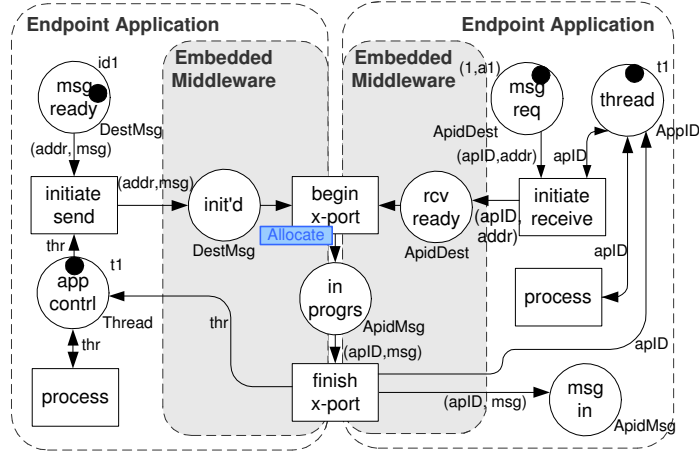 Endpoint Application
Endpoint Application
Embedded
Middleware
Embedded
Middleware
id1
msg
ready
DestMsg
(addr, msg)
initiate
send
(addr,msg)
init'd
DestMsg
begin
x-port
Allocate
rcv
ready
ApidDest
(apID,
addr)
initiate
receive
(1,a1)
msg
req
ApidDest
(apID,addr)
t1
thread
AppID
apID
apID
process
thr
t1
app
contrl
Thread
thr
process
thr
in
progrs
ApidMsg
(apID,msg)
finish
x-port
apID
(apID, msg)
msg
in
ApidMsg